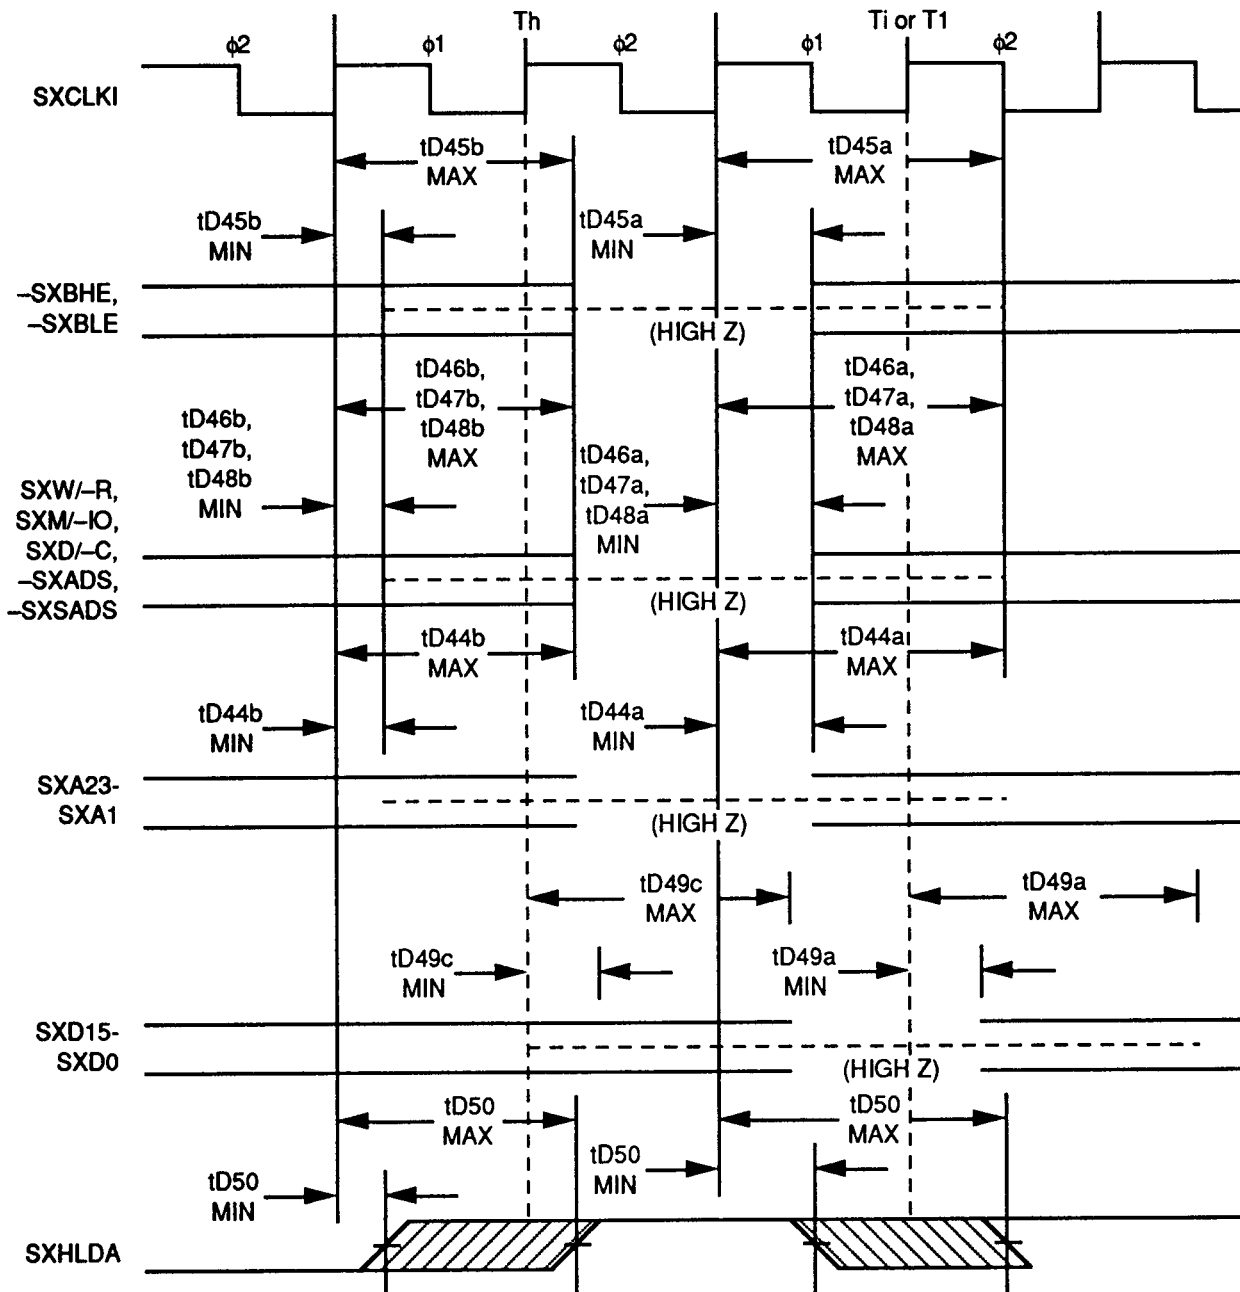 Th
Ti or T1
ϕ2
ϕ1
ϕ2
ϕ1
ϕ2
SXCLKI
tD45b
MAX
tD45a
MAX
tD45b
MIN
tD45a
MIN
–SXBHE,
–SXBLE
(HIGH Z)
tD46b,
tD47b,
tD48b
MAX
tD46a,
tD47a,
tD48a
MAX
tD46b,
tD47b,
tD48b
MIN
tD46a,
tD47a,
tD48a
MIN
SXW/–R,
SXM/–IO,
SXD/–C,
–SXADS,
–SXSADS
(HIGH Z)
tD44b
MAX
tD44a
MAX
tD44b
MIN
tD44a
MIN
SXA23-
SXA1
(HIGH Z)
tD49c
MAX
tD49a
MAX
tD49c
MIN
tD49a
MIN
SXD15-
SXD0
(HIGH Z)
tD50
MAX
tD50
MAX
tD50
MIN
tD50
MIN
SXHLDA